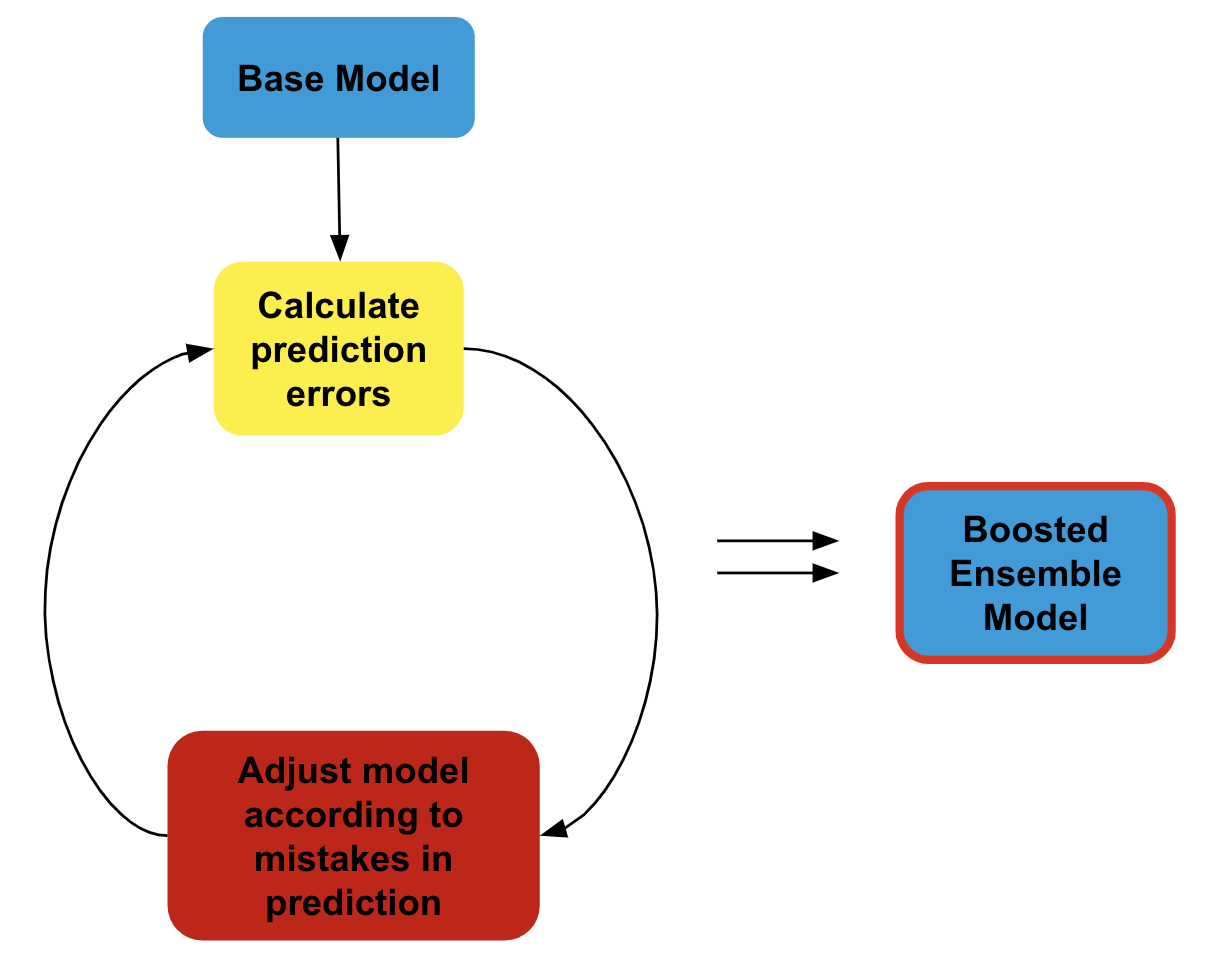 Base Model
Calculate
prediction
errors
Boosted
Ensemble
Model
Adjust model
according to
mistakes in
prediction